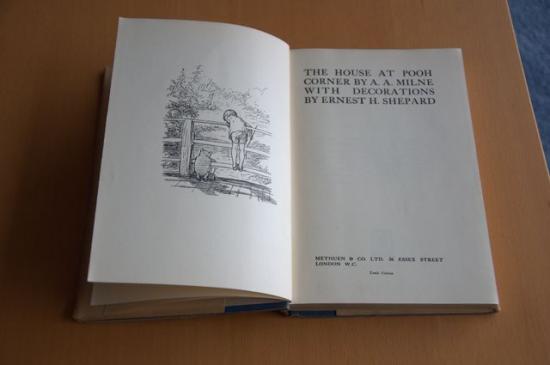 THE HOUSE AT POOH
CORNER BY A. A. MILNE
WITH DECORATIONS
BY ERNEST H. SHEPARD
METHUEN & CO. LTD. 36 ESSEX STREET
LONDON W.C.